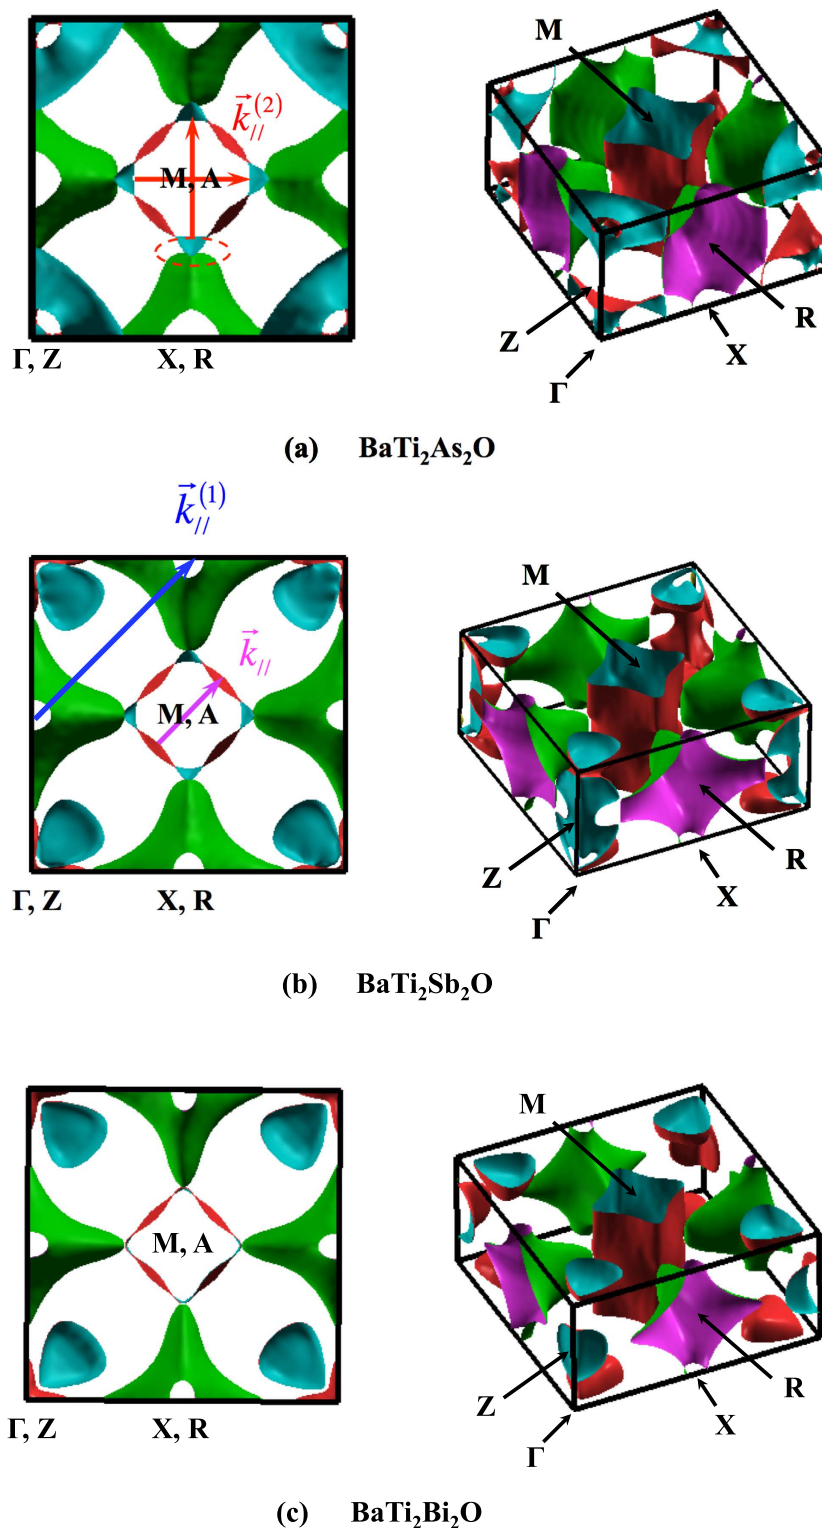 M
k⃗//(2)
M, A
R
Z
X
Γ
Γ, Z X, R
(a) BaTi2As2O
k⃗//(1)
M
k⃗//
M, A
R
Z
X
Γ
Γ, Z X, R
(b) BaTi2Sb2O
M
M, A
R
Z
X
Γ
Γ, Z X, R
(c) BaTi2Bi2O